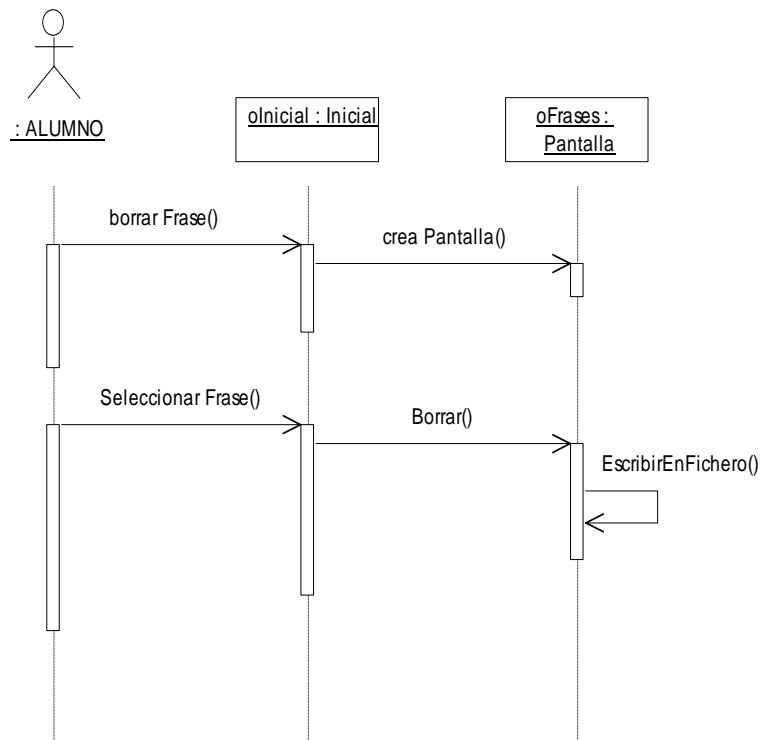 : ALUMNO
oInicial : Inicial
oFrases :
Pantalla
borrar Frase()
crea Pantalla()
Seleccionar Frase()
Borrar()
EscribirEnFichero()